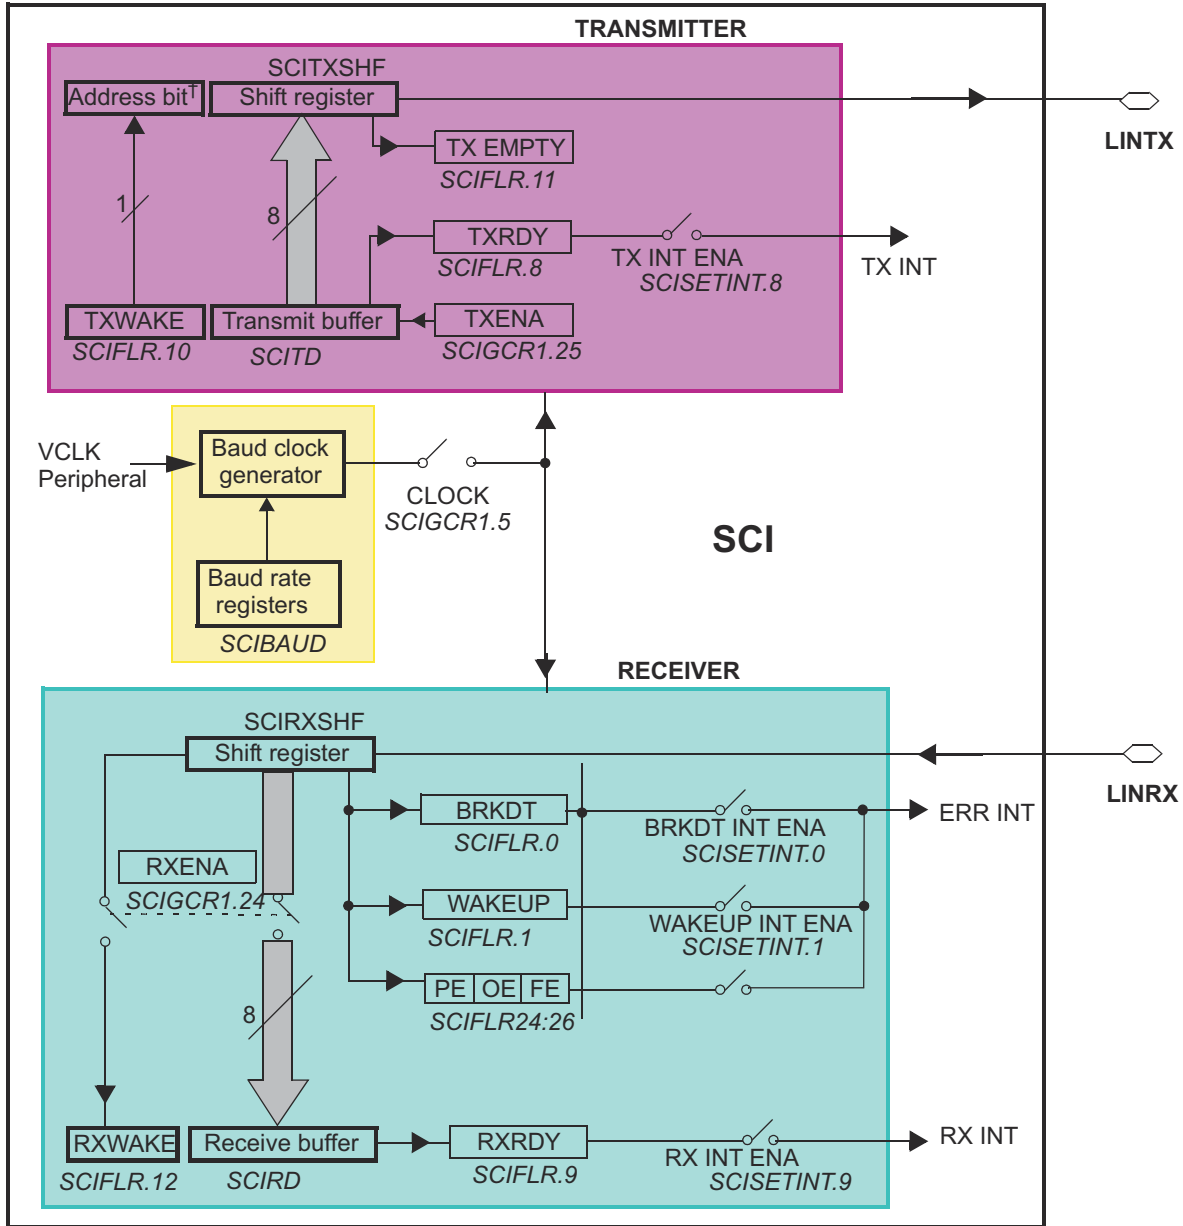 TRANSMITTER
SCITXSHF
Address bit†
Shift register
LINTX
TX EMPTY
SCIFLR.11
1
8
TXRDY
SCIFLR.8
TX INT ENA
SCISETINT.8
TX INT
TXWAKE
SCIFLR.10
Transmit buffer
SCITD
TXENA
SCIGCR1.25
VCLK
Peripheral
Baud clock
generator
CLOCK
SCIGCR1.5
SCI
Baud rate
registers
SCIBAUD
RECEIVER
SCIRXSHF
Shift register
LINRX
BRKDT
SCIFLR.0
BRKDT INT ENA
SCISETINT.0
ERR INT
RXENA
SCIGCR1.24
WAKEUP
SCIFLR.1
WAKEUP INT ENA
SCISETINT.1
PE OE FE
SCIFLR24:26
8
RXWAKE
SCIFLR.12
Receive buffer
SCIRD
RXRDY
SCIFLR.9
RX INT ENA
SCISETINT.9
RX INT